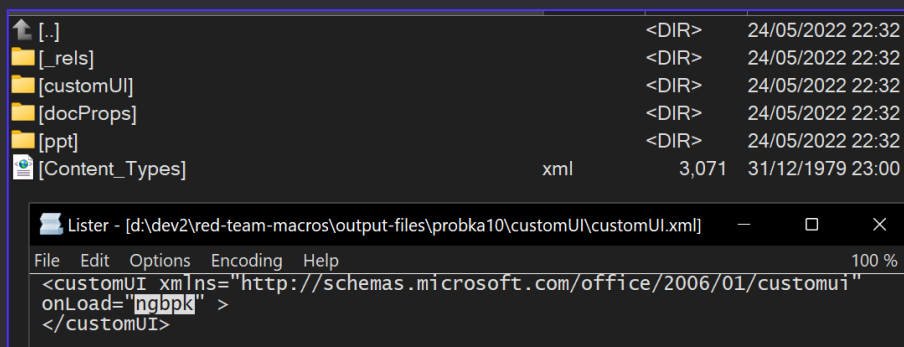 [..] <DIR> 24/05/2022 22:32
[_rels] <DIR> 24/05/2022 22:32
[customUI] <DIR> 24/05/2022 22:32
[docProps] <DIR> 24/05/2022 22:32
[ppt] <DIR> 24/05/2022 22:32
[Content_Types] xml 3,071 31/12/1979 23:00
Lister - [d:\dev2\red-team-macros\output-files\probka10\customUI\customUI.xml]
File Edit Options Encoding Help 100 %
<customUI xmlns="http://schemas.microsoft.com/office/2006/01/customui"
onLoad="ngbpk" >
</customUI>